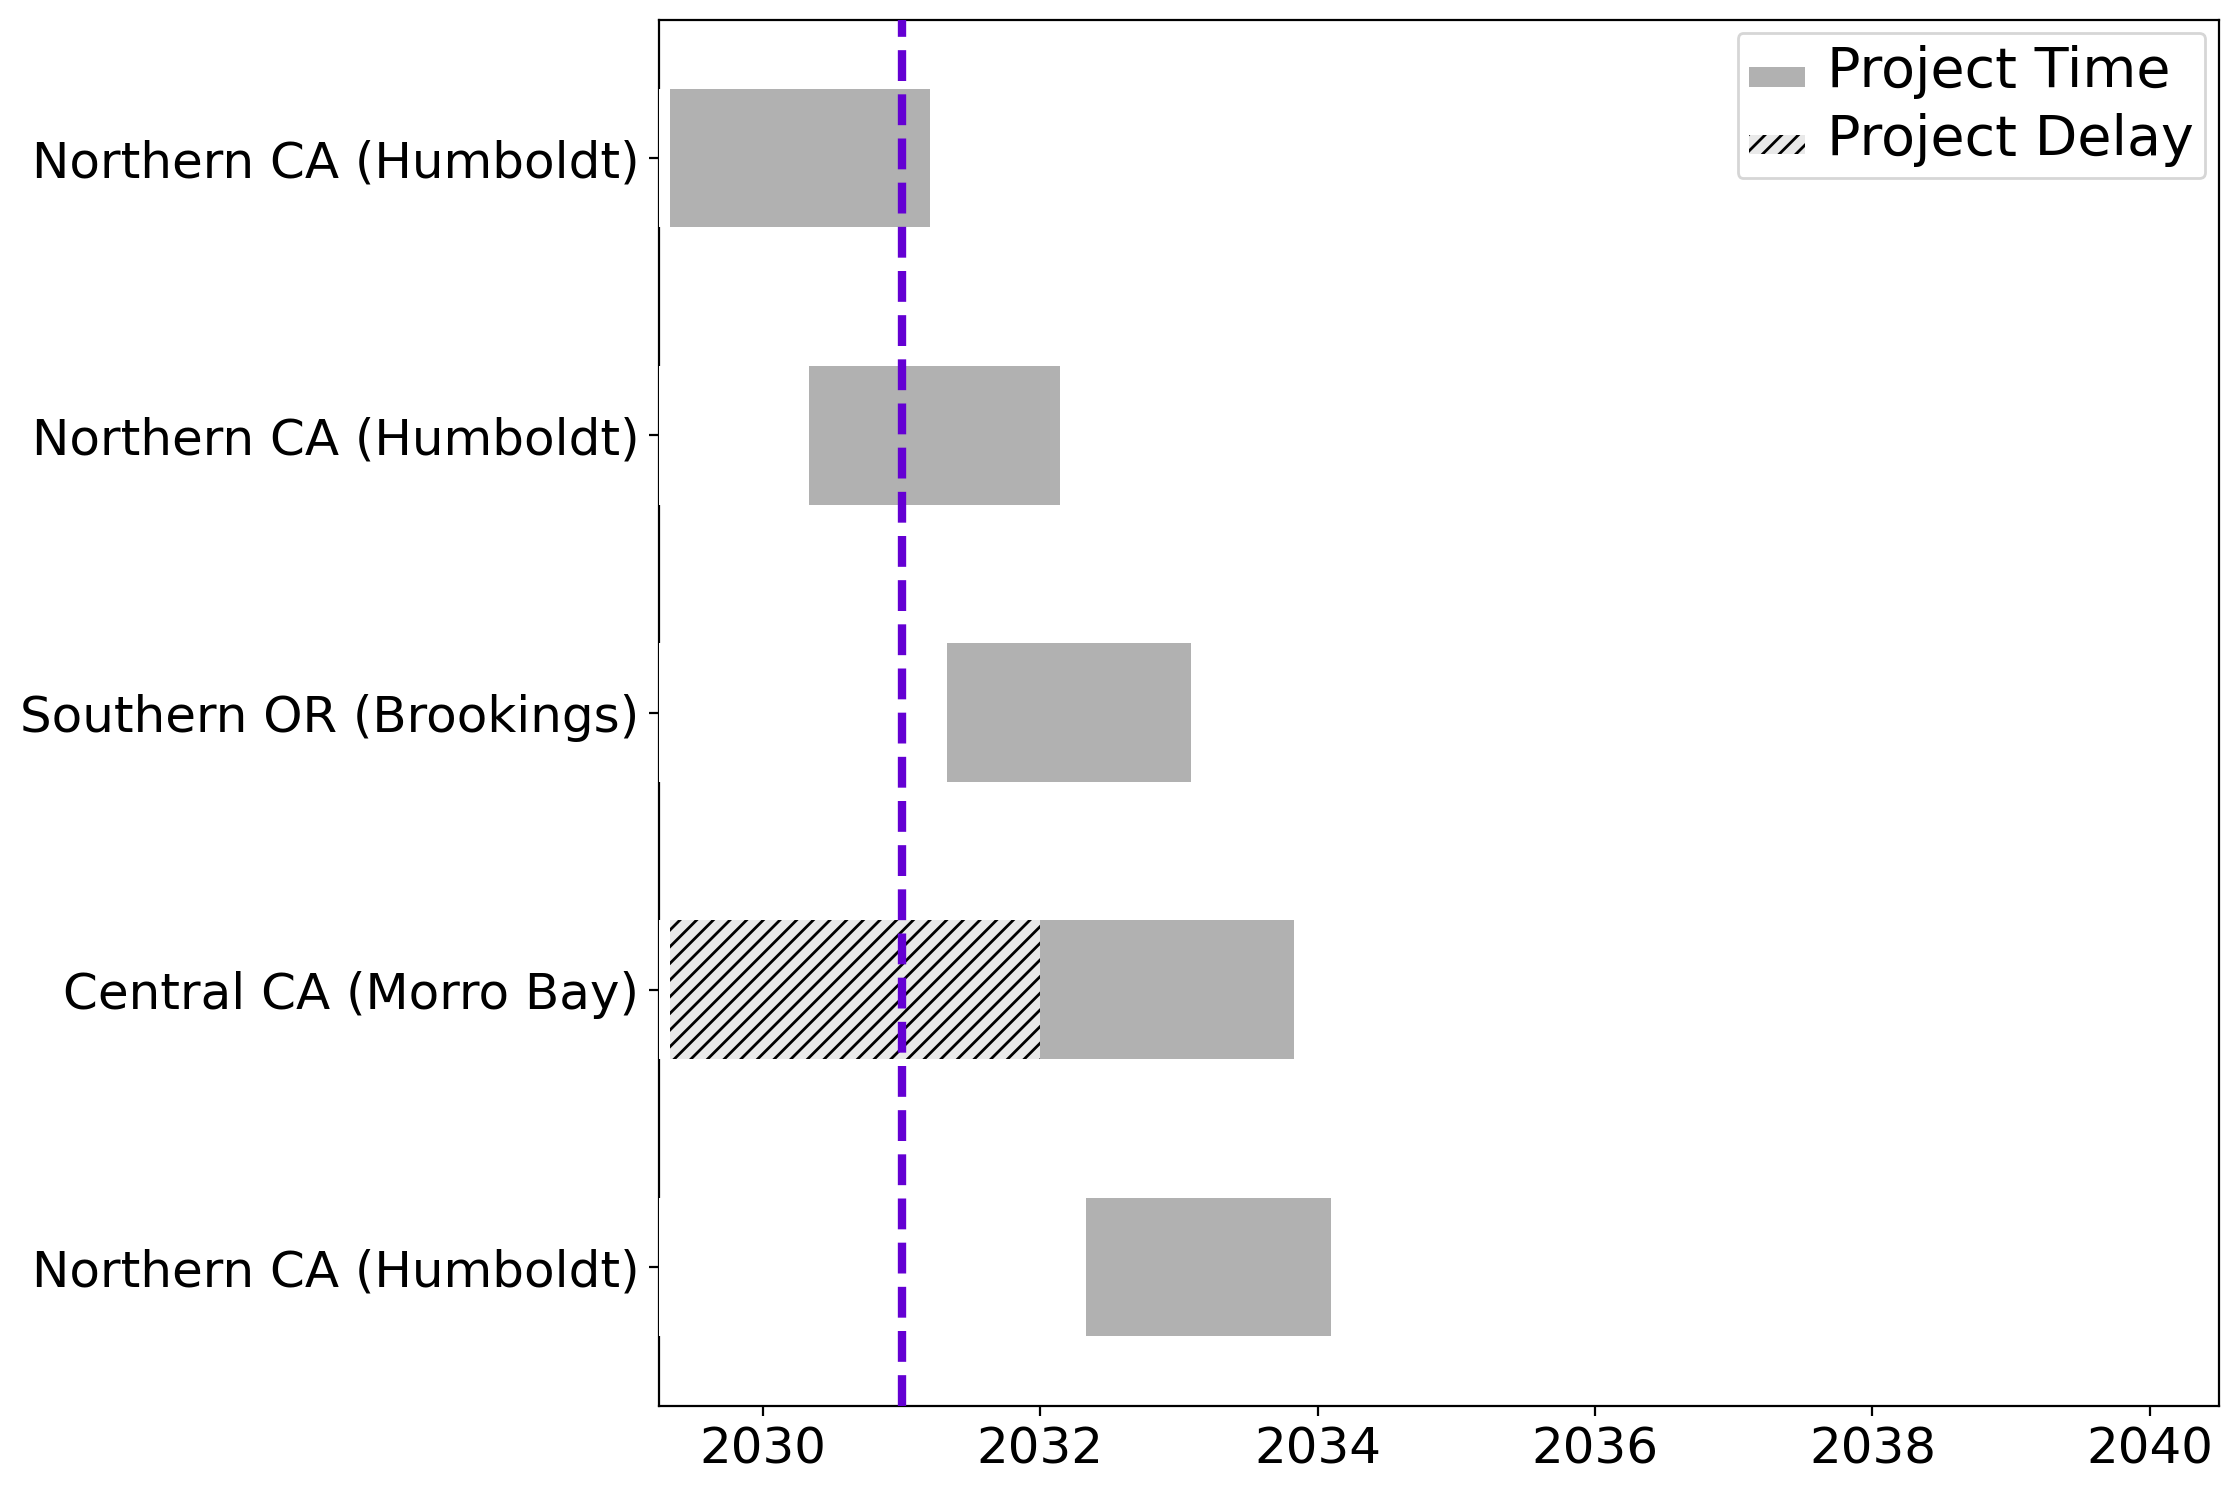 Project Time
Project Delay
Northern CA (Humboldt)
Northern CA (Humboldt)
Southern OR (Brookings)
Central CA (Morro Bay)
Northern CA (Humboldt)
2030 2032 2034 2036 2038 2040